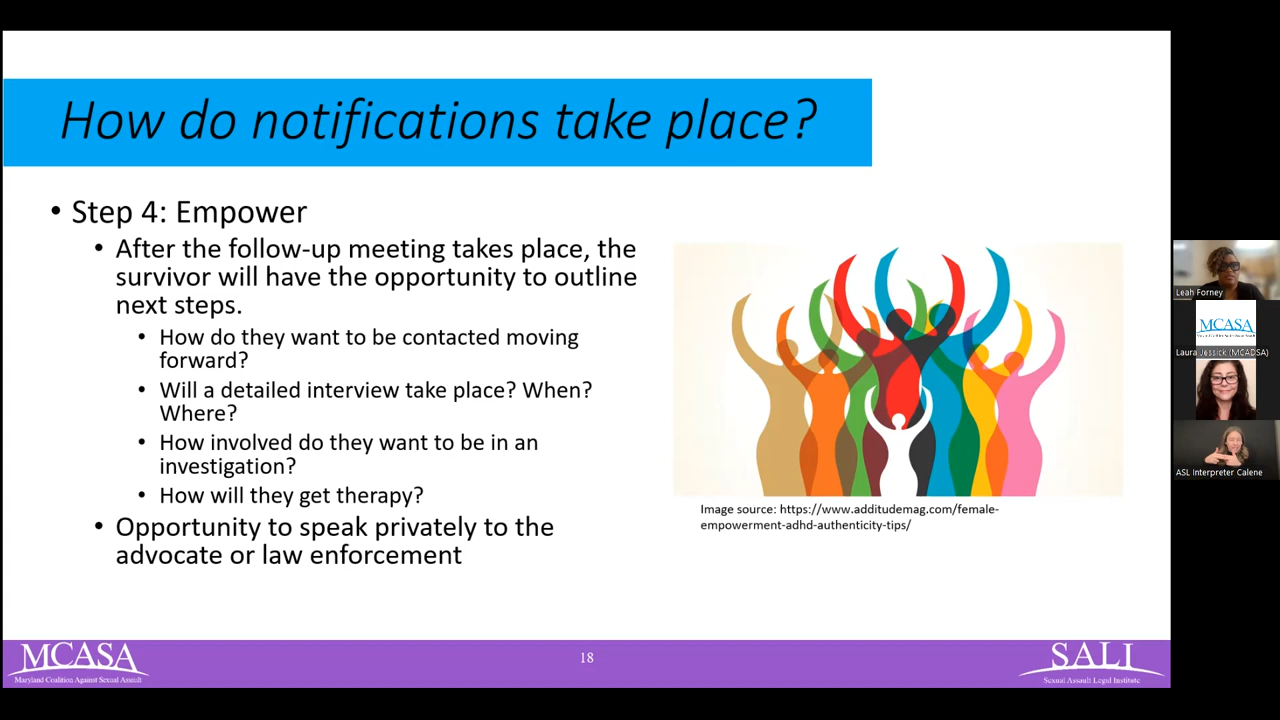 How do notifications take place?
• Step 4: Empower
• After the follow-up meeting takes place, the
survivor will have the opportunity to outline
next steps.
• How do they want to be contacted moving
forward?
• Will a detailed interview take place? When?
Where?
• How involved do they want to be in an
investigation?
• How will they get therapy?
• Opportunity to speak privately to the
advocate or law enforcement
Image source: https://www.additudemag.com/female-
empowerment-adhd-authenticity-tips/
Leah Forney
MCASA
Laura Jessick (MCADSA)
ASL Interpreter Calene
MCASA
Maryland Coalition Against Sexual Assault
18
SALI
Sexual Assault Legal Institute